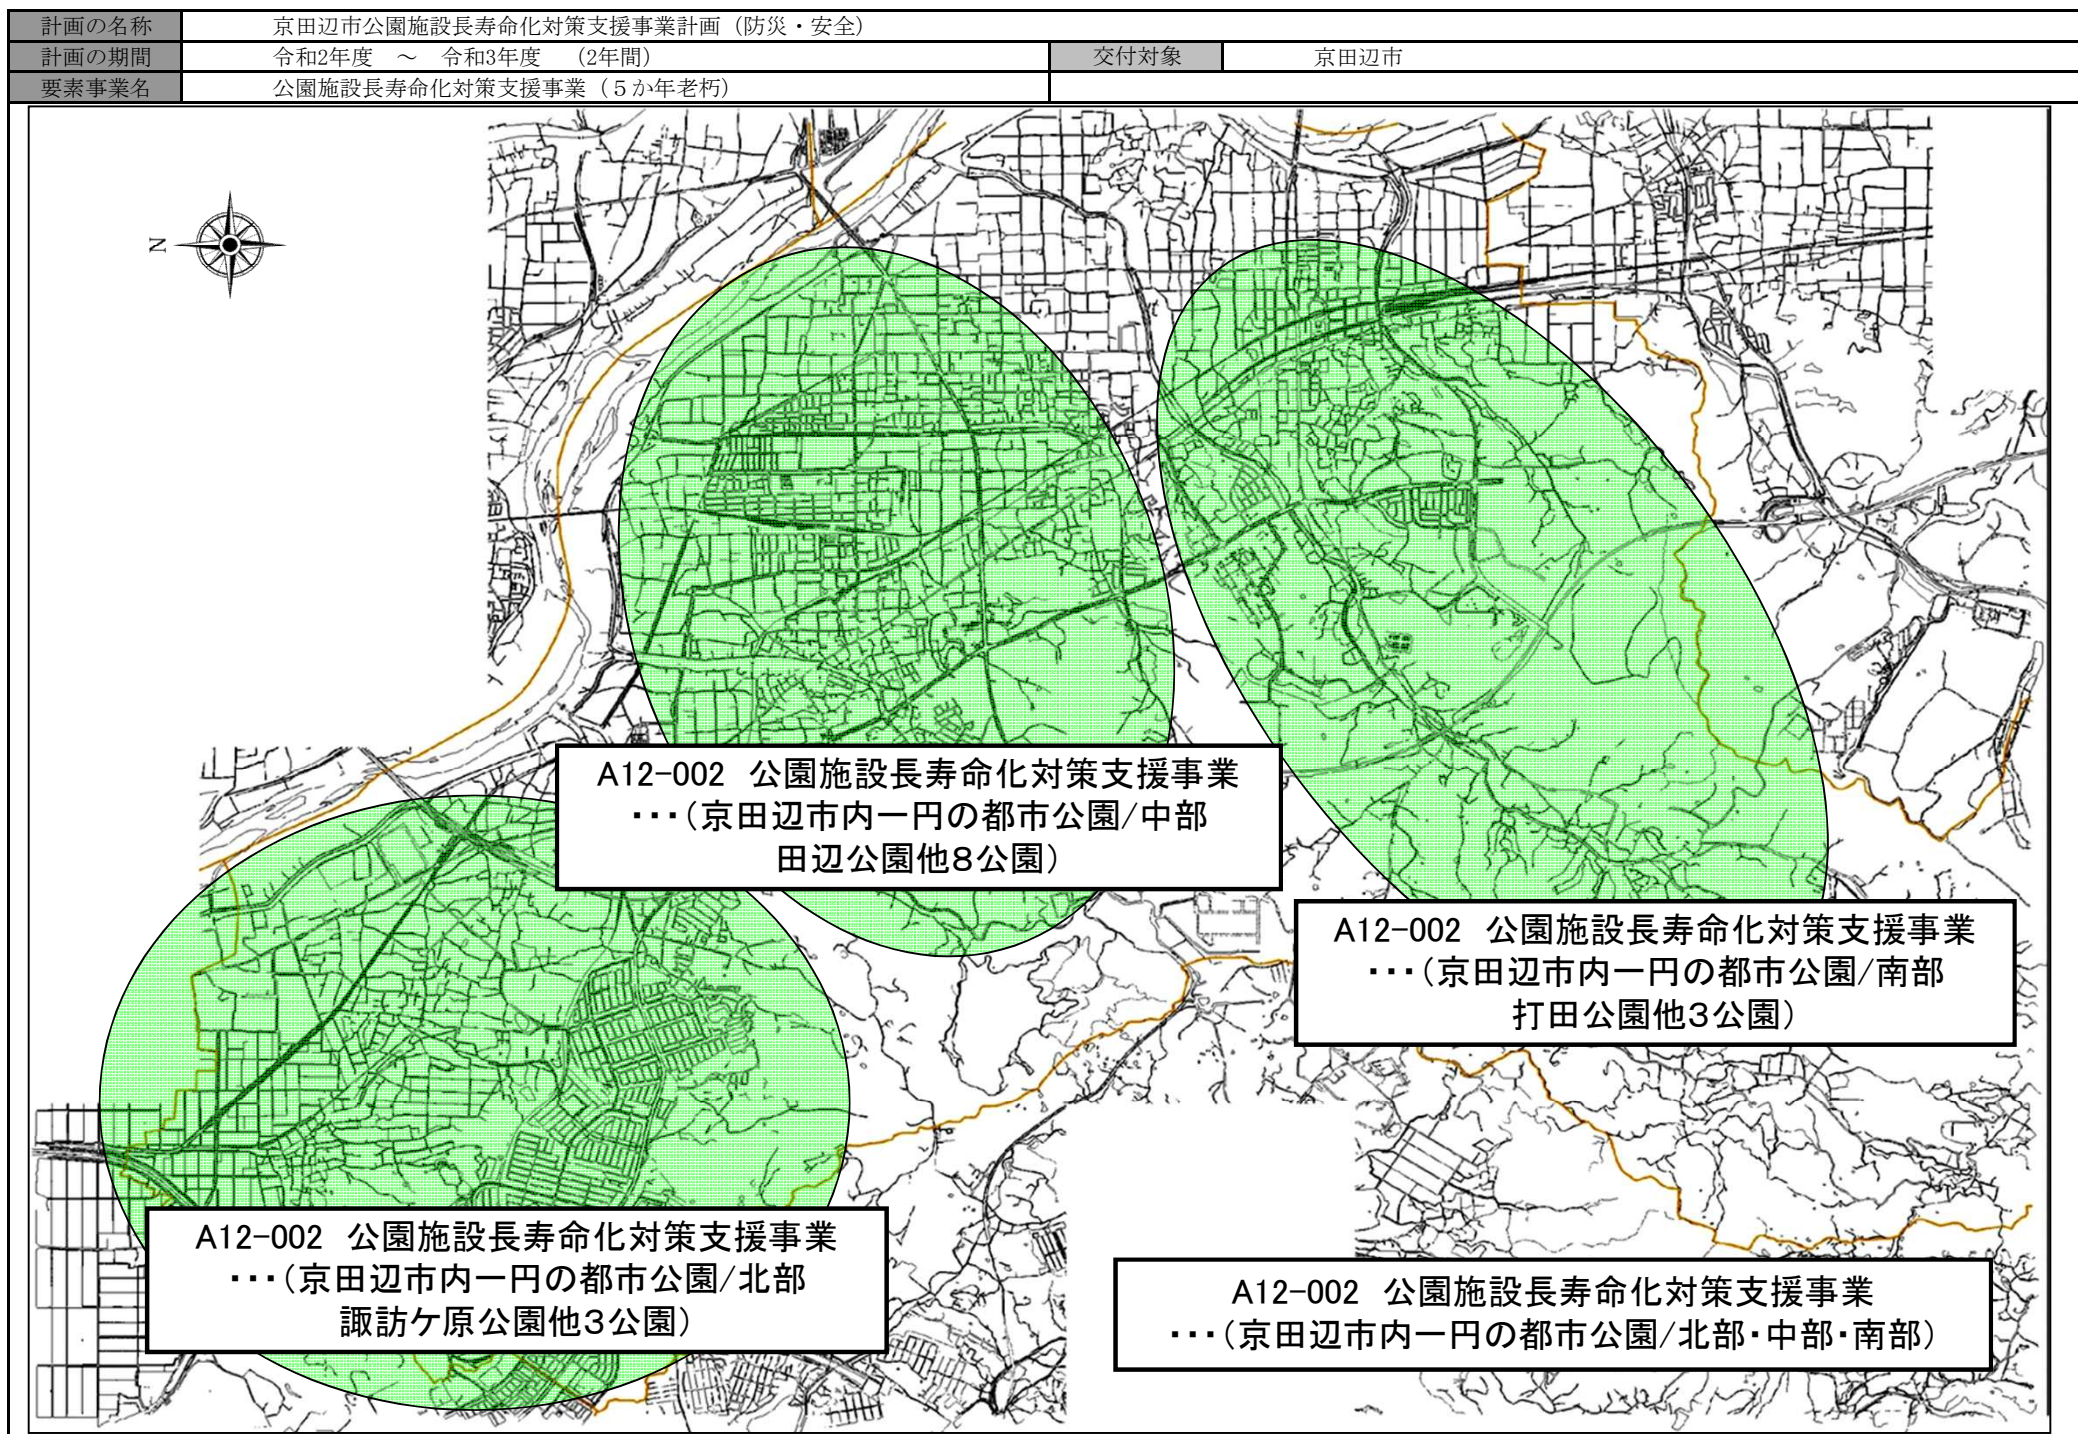 計画の名称 京田辺市公園施設長寿命化対策支援事業計画（防災・安全）
計画の期間 令和2年度 ～ 令和3年度 （2年間） 交付対象 京田辺市
要素事業名 公園施設長寿命化対策支援事業（５か年老朽）
N
A12-002 公園施設長寿命化対策支援事業
･･･(京田辺市内一円の都市公園/中部
田辺公園他８公園)
A12-002 公園施設長寿命化対策支援事業
･･･(京田辺市内一円の都市公園/南部
打田公園他３公園)
A12-002 公園施設長寿命化対策支援事業
･･･(京田辺市内一円の都市公園/北部
諏訪ケ原公園他３公園)
A12-002 公園施設長寿命化対策支援事業
･･･(京田辺市内一円の都市公園/北部･中部･南部)